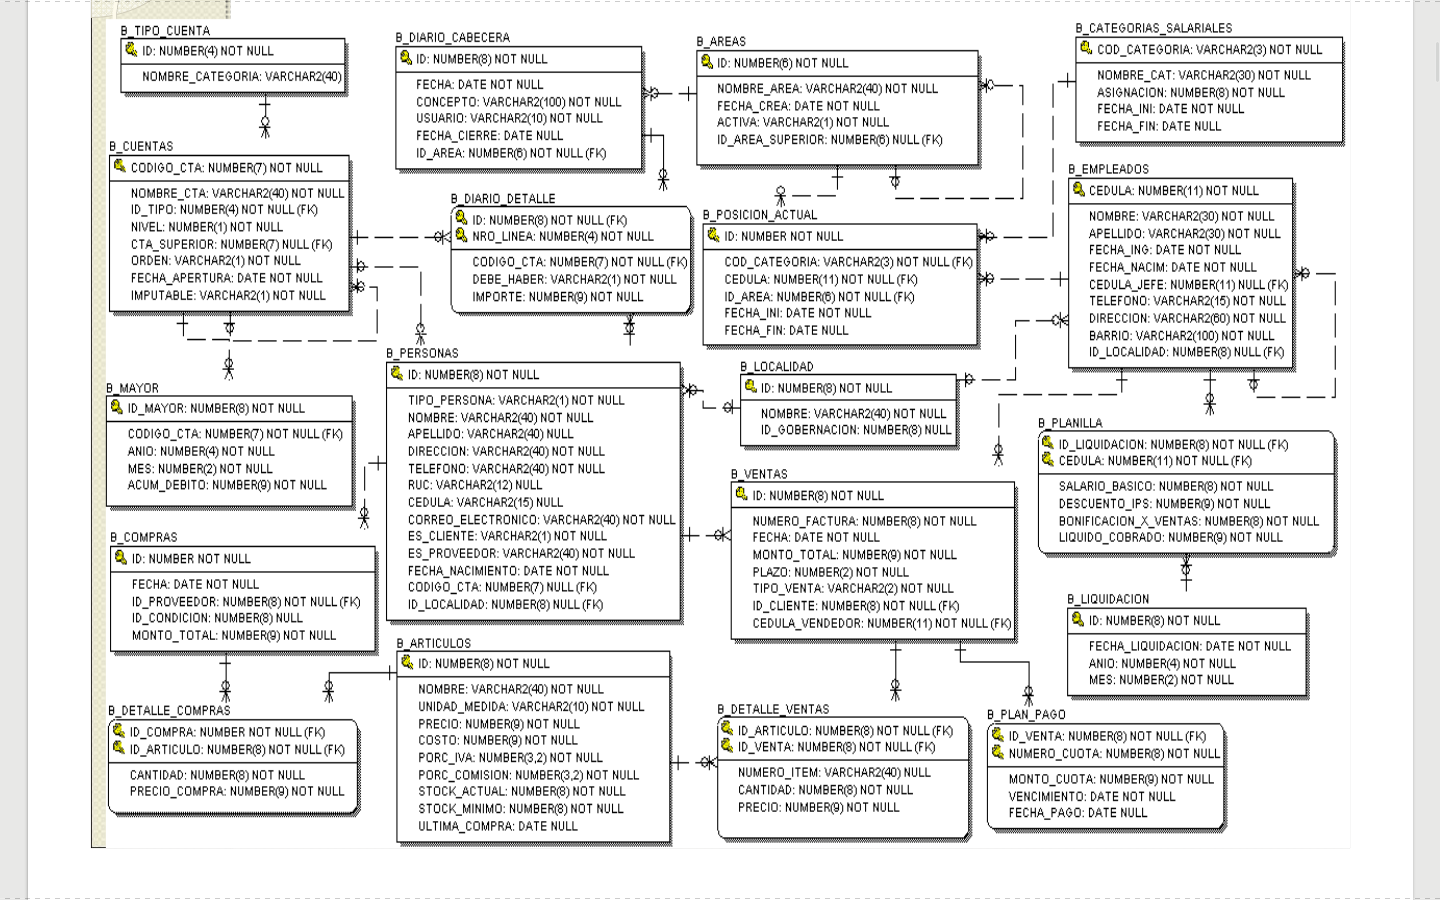 B_TIPO_CUENTA
ID: NUMBER(4) NOT NULL
NOMBRE_CATEGORIA: VARCHAR2(40)
B_CUENTAS
CODIGO_CTA: NUMBER(7) NOT NULL
NOMBRE_CTA: VARCHAR2(40) NOT NULL
ID_TIPO: NUMBER(4) NOT NULL (FK)
NIVEL: NUMBER(1) NOT NULL
CTA_SUPERIOR: NUMBER(7) NULL (FK)
ORDEN: VARCHAR2(1) NOT NULL
FECHA_APERTURA: DATE NOT NULL
IMPUTABLE: VARCHAR2(1) NOT NULL
B_MAYOR
ID_MAYOR: NUMBER(8) NOT NULL
CODIGO_CTA: NUMBER(7) NOT NULL (FK)
ANIO: NUMBER(4) NOT NULL
MES: NUMBER(2) NOT NULL
ACUM_DEBITO: NUMBER(9) NOT NULL
B_COMPRAS
ID: NUMBER NOT NULL
FECHA: DATE NOT NULL
ID_PROVEEDOR: NUMBER(8) NOT NULL (FK)
ID_CONDICION: NUMBER(8) NULL
MONTO_TOTAL: NUMBER(9) NOT NULL
B_DETALLE_COMPRAS
ID_COMPRA: NUMBER NOT NULL (FK)
ID_ARTICULO: NUMBER(8) NOT NULL (FK)
CANTIDAD: NUMBER(8) NOT NULL
PRECIO_COMPRA: NUMBER(9) NOT NULL
B_DIARIO_CABECERA
ID: NUMBER(8) NOT NULL
FECHA: DATE NOT NULL
CONCEPTO: VARCHAR2(100) NOT NULL
USUARIO: VARCHAR2(10) NOT NULL
FECHA_CIERRE: DATE NULL
ID_AREA: NUMBER(6) NOT NULL (FK)
B_DIARIO_DETALLE
ID: NUMBER(8) NOT NULL (FK)
NRO_LINEA: NUMBER(4) NOT NULL
CODIGO_CTA: NUMBER(7) NOT NULL (FK)
DEBE_HABER: VARCHAR2(1) NOT NULL
IMPORTE: NUMBER(9) NOT NULL
B_PERSONAS
ID: NUMBER(8) NOT NULL
TIPO_PERSONA: VARCHAR2(1) NOT NULL
NOMBRE: VARCHAR2(40) NOT NULL
APELLIDO: VARCHAR2(40) NULL
DIRECCION: VARCHAR2(40) NOT NULL
TELEFONO: VARCHAR2(40) NOT NULL
RUC: VARCHAR2(12) NULL
CEDULA: VARCHAR2(15) NULL
CORREO_ELECTRONICO: VARCHAR2(40) NOT NULL
ES_CLIENTE: VARCHAR2(1) NOT NULL
ES_PROVEEDOR: VARCHAR2(40) NOT NULL
FECHA_NACIMIENTO: DATE NOT NULL
CODIGO_CTA: NUMBER(7) NULL (FK)
ID_LOCALIDAD: NUMBER(8) NULL (FK)
B_ARTICULOS
ID: NUMBER(8) NOT NULL
NOMBRE: VARCHAR2(40) NOT NULL
UNIDAD_MEDIDA: VARCHAR2(10) NOT NULL
PRECIO: NUMBER(9) NOT NULL
COSTO: NUMBER(9) NOT NULL
PORC_IVA: NUMBER(3,2) NOT NULL
PORC_COMISION: NUMBER(3,2) NOT NULL
STOCK_ACTUAL: NUMBER(8) NOT NULL
STOCK_MINIMO: NUMBER(8) NOT NULL
ULTIMA_COMPRA: DATE NULL
B_AREAS
ID: NUMBER(6) NOT NULL
NOMBRE_AREA: VARCHAR2(40) NOT NULL
FECHA_CREA: DATE NOT NULL
ACTIVA: VARCHAR2(1) NOT NULL
ID_AREA_SUPERIOR: NUMBER(6) NULL (FK)
B_POSICION_ACTUAL
ID: NUMBER NOT NULL
COD_CATEGORIA: VARCHAR2(3) NOT NULL (FK)
CEDULA: NUMBER(11) NOT NULL (FK)
ID_AREA: NUMBER(6) NOT NULL (FK)
FECHA_INI: DATE NOT NULL
FECHA_FIN: DATE NULL
B_LOCALIDAD
ID: NUMBER(8) NOT NULL
NOMBRE: VARCHAR2(40) NOT NULL
ID_GOBERNACION: NUMBER(8) NULL
B_VENTAS
ID: NUMBER(8) NOT NULL
NUMERO_FACTURA: NUMBER(8) NOT NULL
FECHA: DATE NOT NULL
MONTO_TOTAL: NUMBER(9) NOT NULL
PLAZO: NUMBER(2) NOT NULL
TIPO_VENTA: VARCHAR2(2) NOT NULL
ID_CLIENTE: NUMBER(8) NOT NULL (FK)
CEDULA_VENDEDOR: NUMBER(11) NOT NULL (FK)
B_DETALLE_VENTAS
ID_ARTICULO: NUMBER(8) NOT NULL (FK)
ID_VENTA: NUMBER(8) NOT NULL (FK)
NUMERO_ITEM: VARCHAR2(40) NULL
CANTIDAD: NUMBER(8) NOT NULL
PRECIO: NUMBER(9) NOT NULL
B_CATEGORIAS_SALARIALES
COD_CATEGORIA: VARCHAR2(3) NOT NULL
NOMBRE_CAT: VARCHAR2(30) NOT NULL
ASIGNACION: NUMBER(8) NOT NULL
FECHA_INI: DATE NOT NULL
FECHA_FIN: DATE NULL
B_EMPLEADOS
CEDULA: NUMBER(11) NOT NULL
NOMBRE: VARCHAR2(30) NOT NULL
APELLIDO: VARCHAR2(30) NOT NULL
FECHA_ING: DATE NOT NULL
FECHA_NACIM: DATE NOT NULL
CEDULA_JEFE: NUMBER(11) NULL (FK)
TELEFONO: VARCHAR2(15) NOT NULL
DIRECCION: VARCHAR2(60) NOT NULL
BARRIO: VARCHAR2(100) NOT NULL
ID_LOCALIDAD: NUMBER(8) NULL (FK)
B_PLANILLA
ID_LIQUIDACION: NUMBER(8) NOT NULL (FK)
CEDULA: NUMBER(11) NOT NULL (FK)
SALARIO_BASICO: NUMBER(8) NOT NULL
DESCUENTO_IPS: NUMBER(9) NOT NULL
BONIFICACION_X_VENTAS: NUMBER(8) NOT NULL
LIQUIDO_COBRADO: NUMBER(9) NOT NULL
B_LIQUIDACION
ID: NUMBER(8) NOT NULL
FECHA_LIQUIDACION: DATE NOT NULL
ANIO: NUMBER(4) NOT NULL
MES: NUMBER(2) NOT NULL
B_PLAN_PAGO
ID_VENTA: NUMBER(8) NOT NULL (FK)
NUMERO_CUOTA: NUMBER(8) NOT NULL
MONTO_CUOTA: NUMBER(9) NOT NULL
VENCIMIENTO: DATE NOT NULL
FECHA_PAGO: DATE NULL